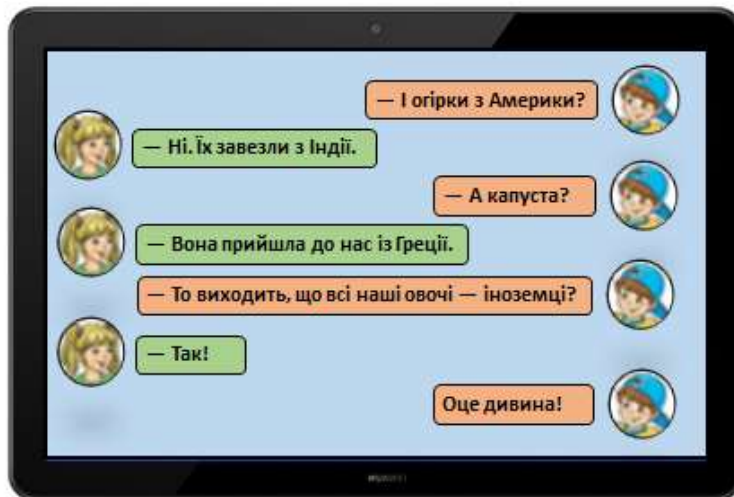 — І огірки з Америки?
— Ні. Їх завезли з Індії.
— А капуста?
— Вона прийшла до нас із Греції.
— То виходить, що всі наші овочі — іноземці?
— Так!
Оце дивина!